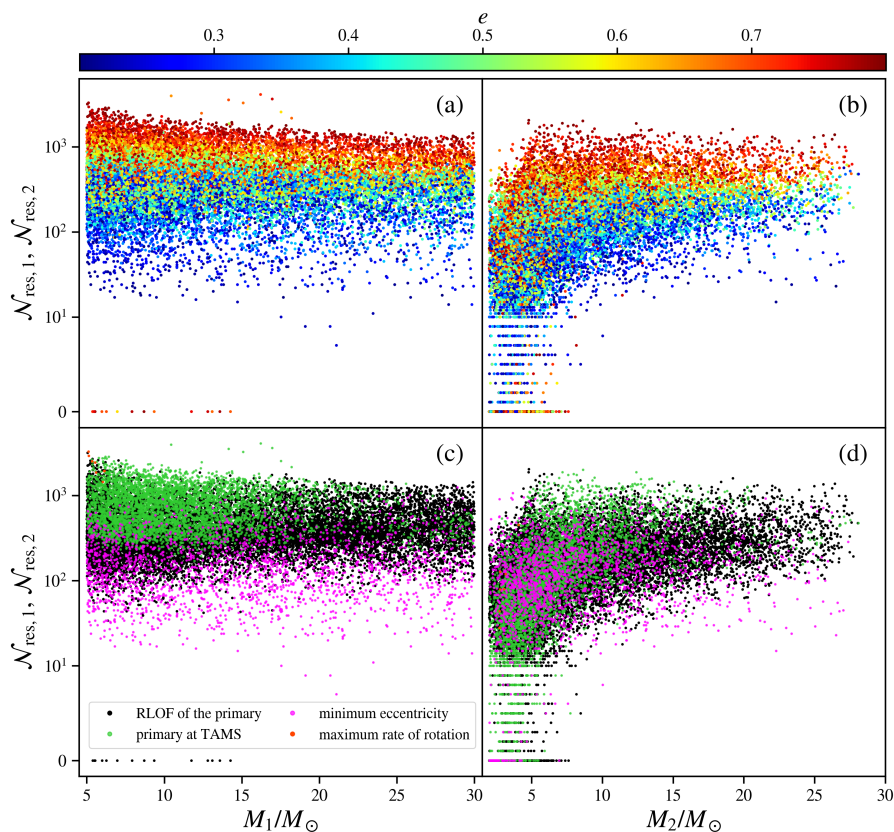 e
0.3 0.4 0.5 0.6 0.7
(a) (b)
10³
10²
10¹
0
𝒩res, 1, 𝒩res, 2
(c) (d)
10³
10²
10¹
0
𝒩res, 1, 𝒩res, 2
RLOF of the primary
primary at TAMS
minimum eccentricity
maximum rate of rotation
5 10 15 20 25 30
5 10 15 20 25 30
M₁/M⊙ M₂/M⊙